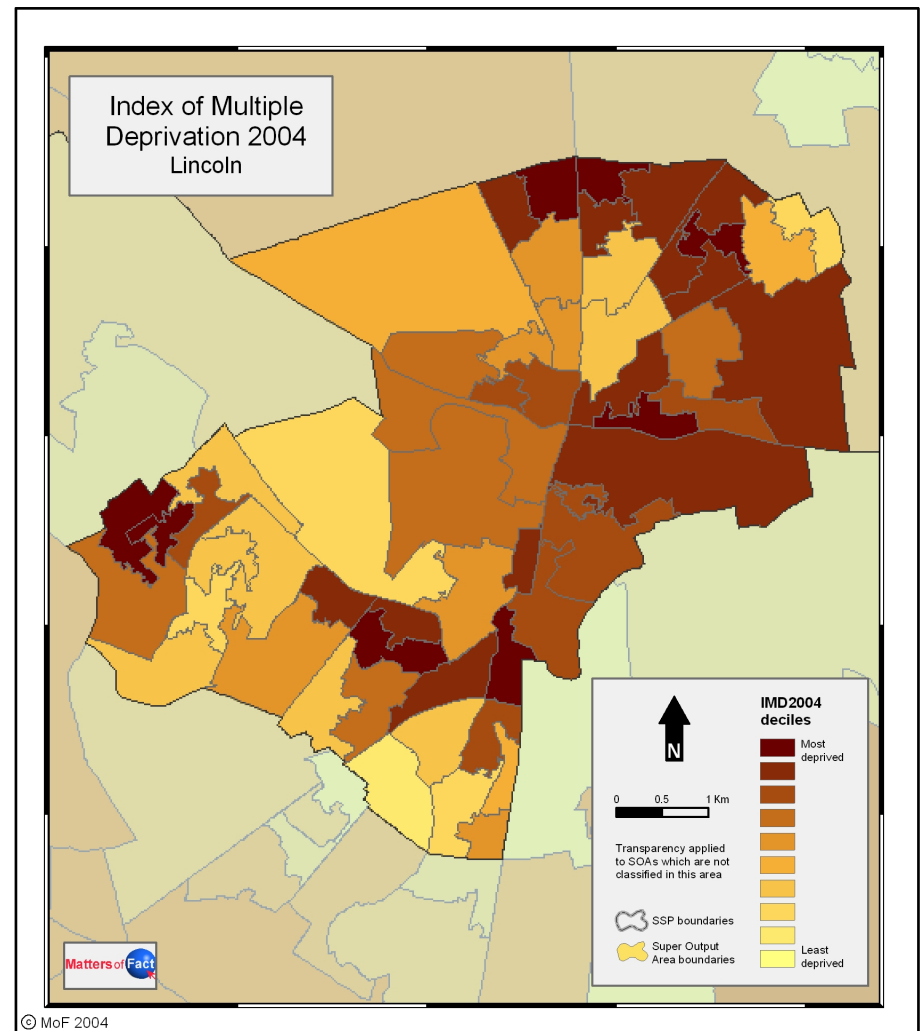 Index of Multiple
Deprivation 2004
Lincoln
N
0 0.5 1 Km
Transparency applied
to SOAs which are not
classified in this area
SSP boundaries
Super Output
Area boundaries
IMD2004
deciles
Most
deprived
Least
deprived
Matters of Fact
© MoF 2004